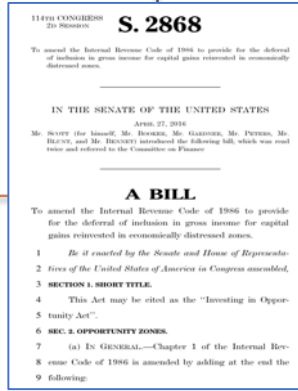 114TH CONGRESS
2D SESSION
S. 2868
To amend the Internal Revenue Code of 1986 to provide for the deferral
of inclusion in gross income for capital gains reinvested in economically
distressed zones.
IN THE SENATE OF THE UNITED STATES
APRIL 27, 2016
Mr. SCOTT (for himself, Mr. BOOKER, Mr. GARDNER, Mr. PETERS, Mr.
BLUNT, and Mr. BENNET) introduced the following bill; which was read
twice and referred to the Committee on Finance
A BILL
To amend the Internal Revenue Code of 1986 to provide
for the deferral of inclusion in gross income for capital
gains reinvested in economically distressed zones.
1 Be it enacted by the Senate and House of Representa-
2 tives of the United States of America in Congress assembled,
3 SECTION 1. SHORT TITLE.
4 This Act may be cited as the “Investing in Oppor-
5 tunity Act”.
6 SEC. 2. OPPORTUNITY ZONES.
7 (a) IN GENERAL.—Chapter 1 of the Internal Rev-
8 enue Code of 1986 is amended by adding at the end the
9 following: